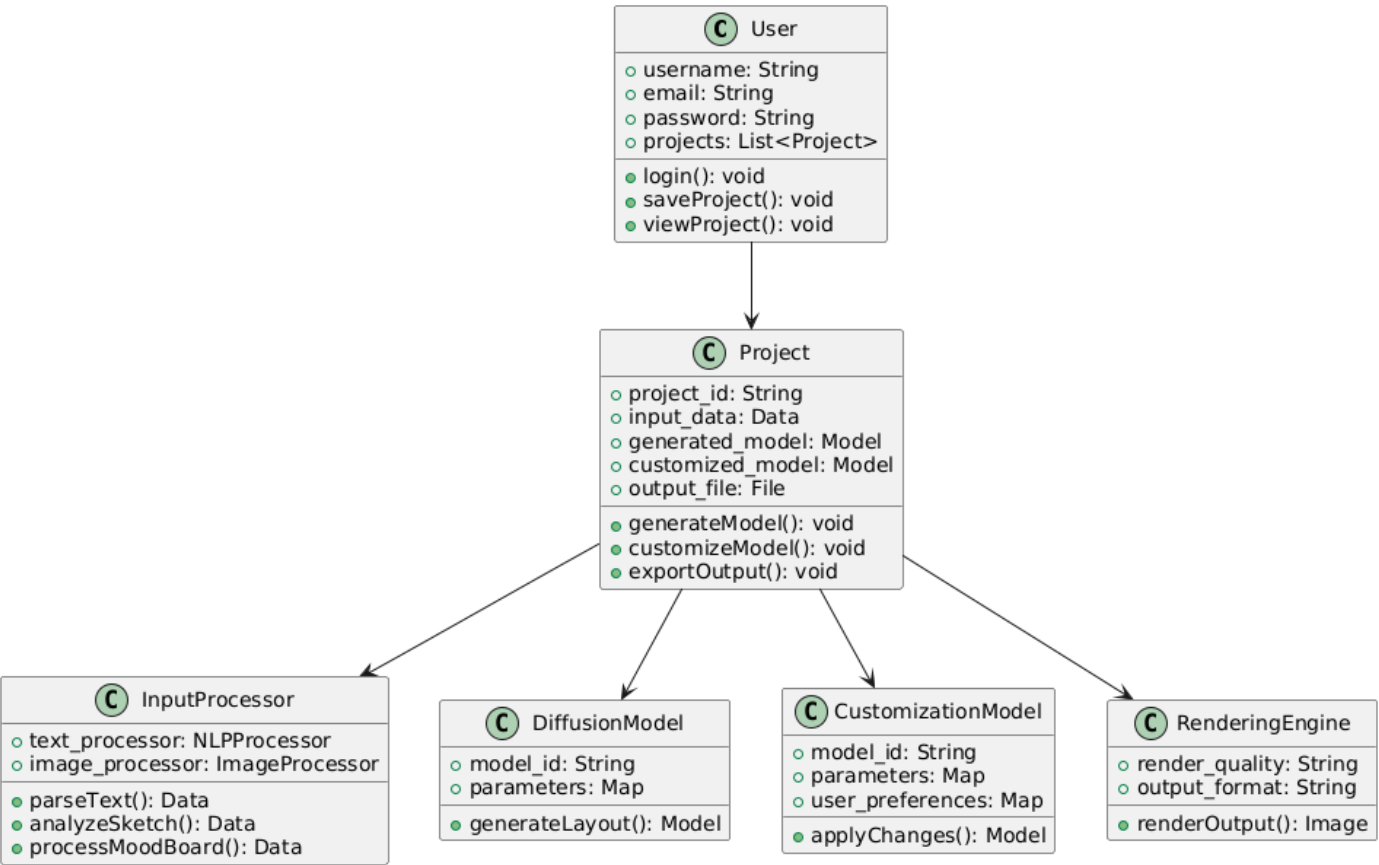 C User
username: String
email: String
password: String
projects: List<Project>
login(): void
saveProject(): void
viewProject(): void
C Project
project_id: String
input_data: Data
generated_model: Model
customized_model: Model
output_file: File
generateModel(): void
customizeModel(): void
exportOutput(): void
C InputProcessor
text_processor: NLPProcessor
image_processor: ImageProcessor
parseText(): Data
analyzeSketch(): Data
processMoodBoard(): Data
C DiffusionModel
model_id: String
parameters: Map
generateLayout(): Model
C CustomizationModel
model_id: String
parameters: Map
user_preferences: Map
applyChanges(): Model
C RenderingEngine
render_quality: String
output_format: String
renderOutput(): Image